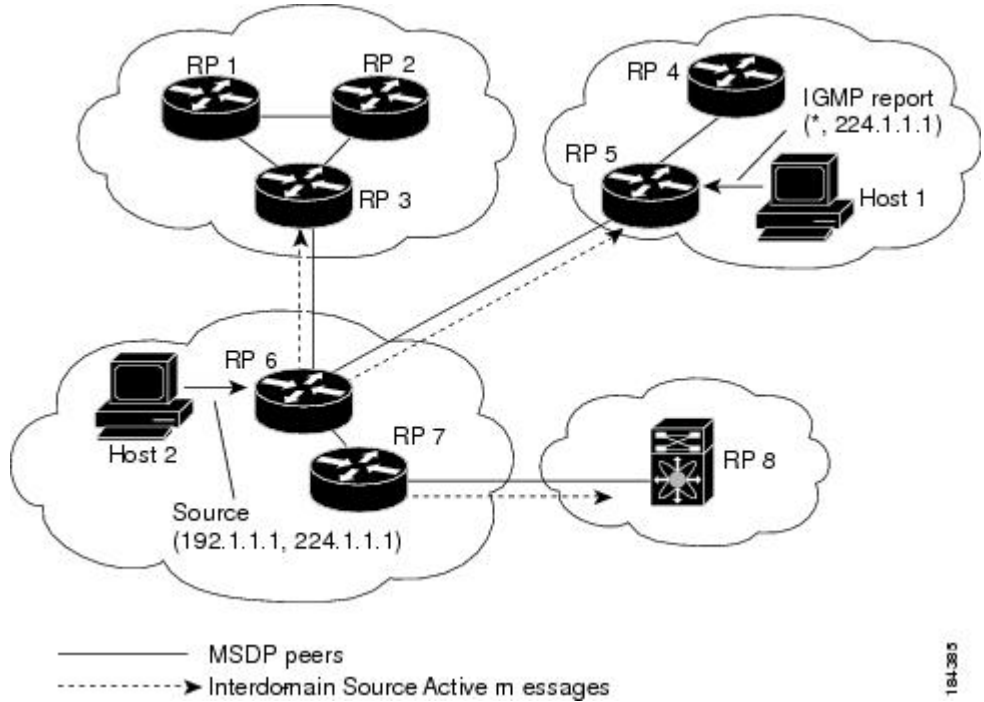 RP 1
RP 2
RP 3
RP 4
IGMP report
(*, 224.1.1.1)
RP 5
Host 1
RP 6
Host 2
RP 7
RP 8
Source
(192.1.1.1, 224.1.1.1)
MSDP peers
Interdomain Source Active m essages
184385